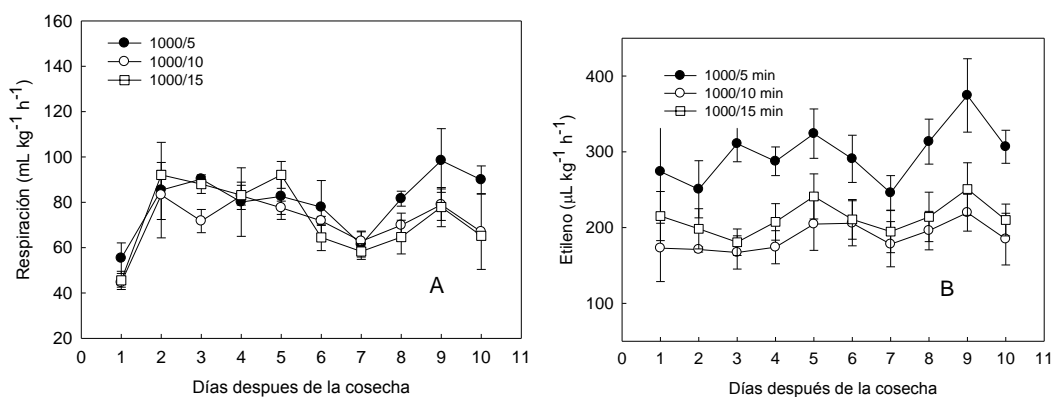 160
140
120
100
80
60
40
20
Respiración (mL kg⁻¹ h⁻¹)
1000/5
1000/10
1000/15
A
0 1 2 3 4 5 6 7 8 9 10 11
Días despues de la cosecha
400
300
200
100
Etileno (μL kg⁻¹ h⁻¹)
1000/5 min
1000/10 min
1000/15 min
B
0 1 2 3 4 5 6 7 8 9 10 11
Días después de la cosecha